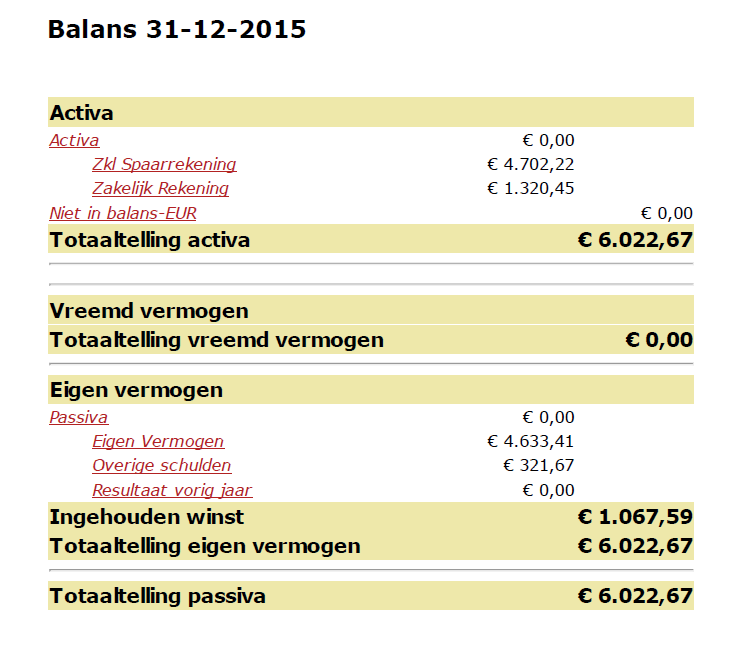 Balans 31-12-2015
Activa
Activa € 0,00
Zkl Spaarrekening € 4.702,22
Zakelijk Rekening € 1.320,45
Niet in balans-EUR € 0,00
Totaaltelling activa € 6.022,67
Vreemd vermogen
Totaaltelling vreemd vermogen € 0,00
Eigen vermogen
Passiva € 0,00
Eigen Vermogen € 4.633,41
Overige schulden € 321,67
Resultaat vorig jaar € 0,00
Ingehouden winst € 1.067,59
Totaaltelling eigen vermogen € 6.022,67
Totaaltelling passiva € 6.022,67